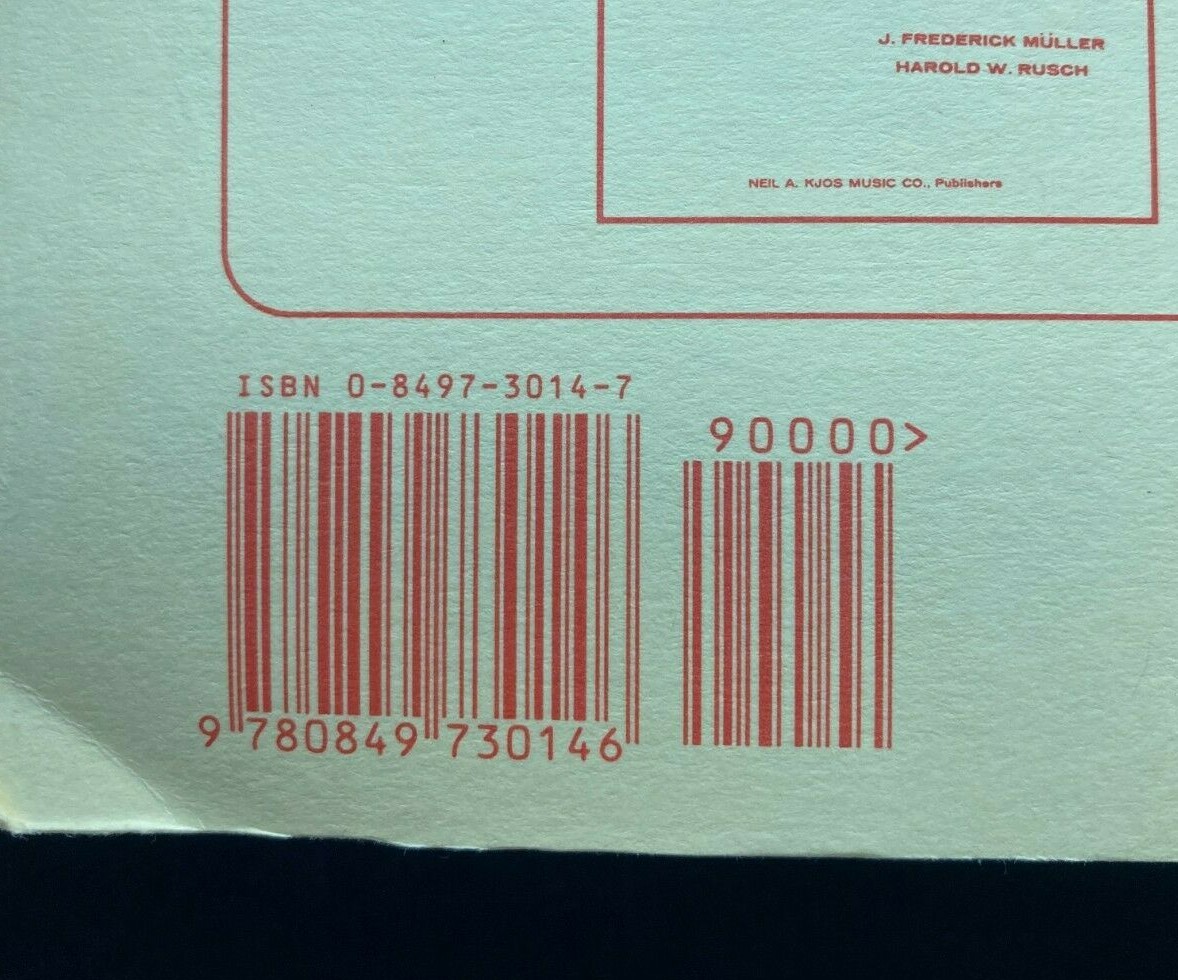 J. FREDERICK MÜLLER
HAROLD W. RUSCH
NEIL A. KJOS MUSIC CO., Publishers
ISBN 0-8497-3014-7
90000>
9 780849 730146